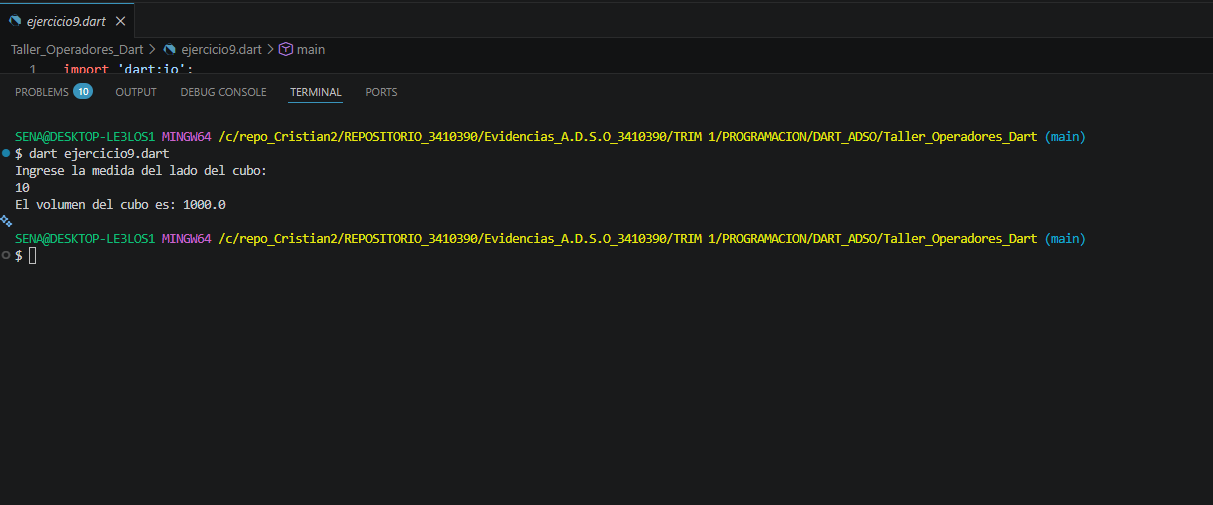 ejercicio9.dart
Taller_Operadores_Dart > ejercicio9.dart > main
1 import 'dart:io';
PROBLEMS 10 OUTPUT DEBUG CONSOLE TERMINAL PORTS
SENA@DESKTOP-LE3LOS1 MINGW64 /c/repo_Cristian2/REPOSITORIO_3410390/Evidencias_A.D.S.O_3410390/TRIM 1/PROGRAMACION/DART_ADSO/Taller_Operadores_Dart (main)
$ dart ejercicio9.dart
Ingrese la medida del lado del cubo:
10
El volumen del cubo es: 1000.0
SENA@DESKTOP-LE3LOS1 MINGW64 /c/repo_Cristian2/REPOSITORIO_3410390/Evidencias_A.D.S.O_3410390/TRIM 1/PROGRAMACION/DART_ADSO/Taller_Operadores_Dart (main)
$